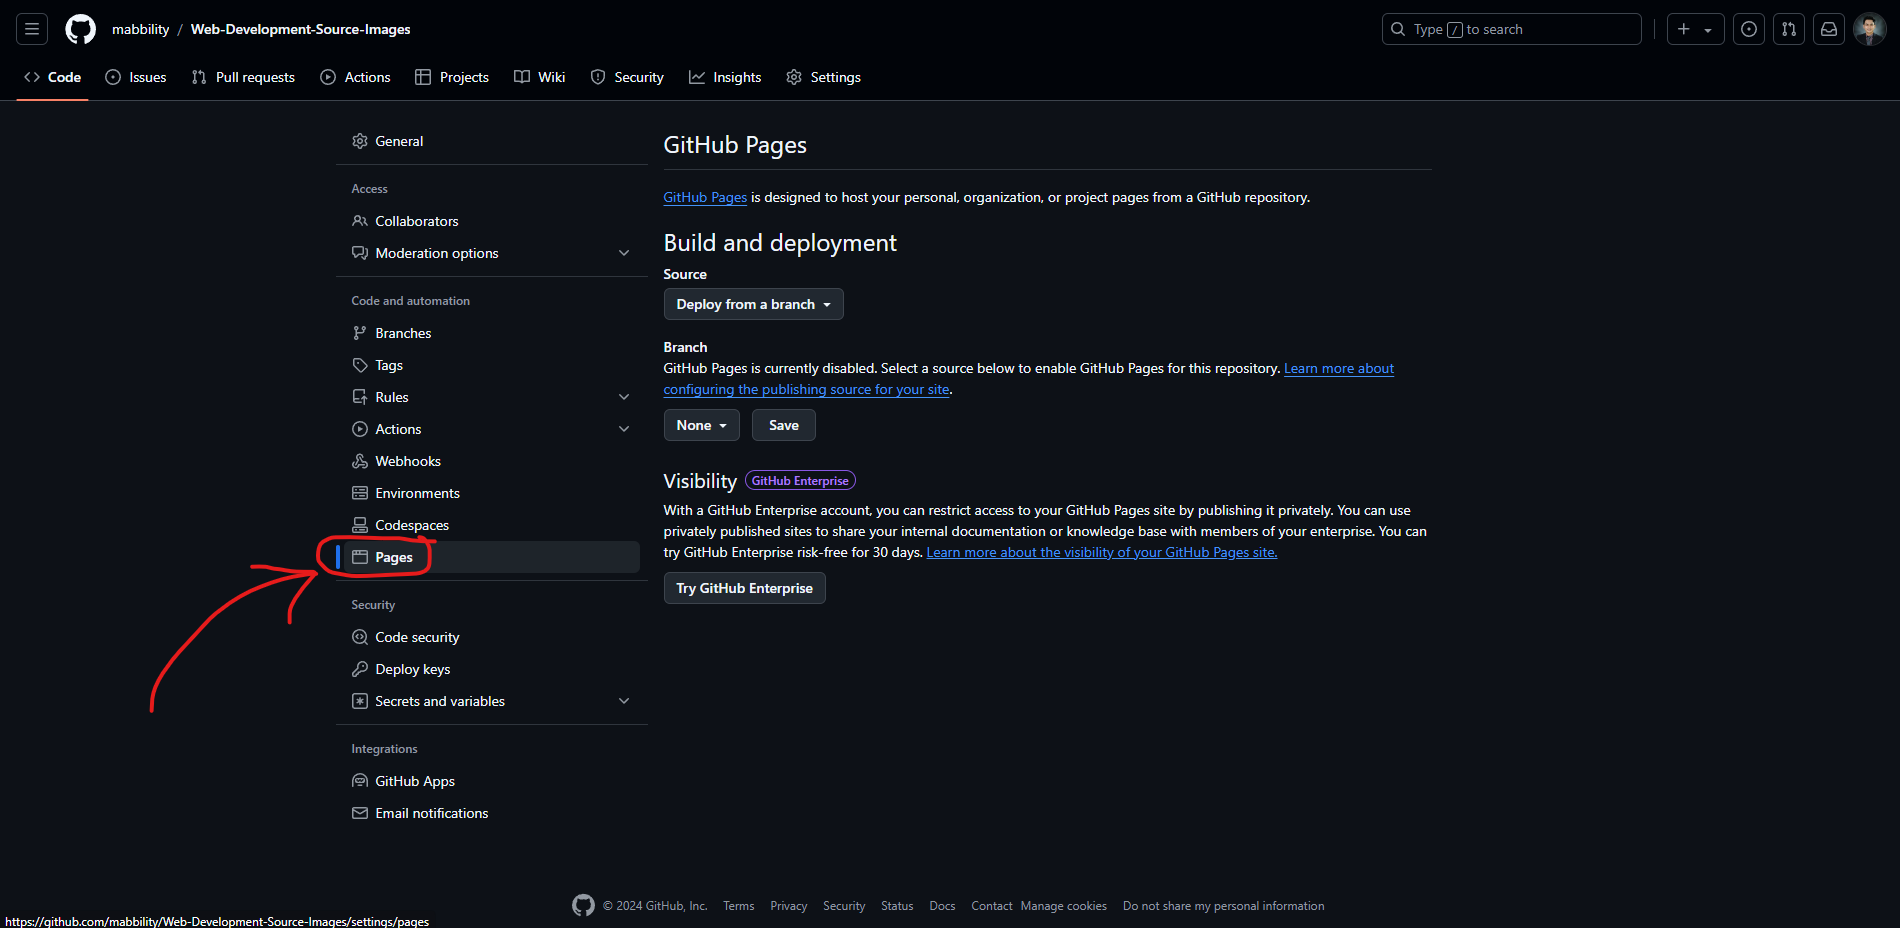 mabbility / Web-Development-Source-Images
Type / to search
Code Issues Pull requests Actions Projects Wiki Security Insights Settings
General
Access
Collaborators
Moderation options
Code and automation
Branches
Tags
Rules
Actions
Webhooks
Environments
Codespaces
Pages
Security
Code security
Deploy keys
Secrets and variables
Integrations
GitHub Apps
Email notifications
GitHub Pages
GitHub Pages is designed to host your personal, organization, or project pages from a GitHub repository.
Build and deployment
Source
Deploy from a branch
Branch
GitHub Pages is currently disabled. Select a source below to enable GitHub Pages for this repository. Learn more about
configuring the publishing source for your site.
None Save
Visibility GitHub Enterprise
With a GitHub Enterprise account, you can restrict access to your GitHub Pages site by publishing it privately. You can use
privately published sites to share your internal documentation or knowledge base with members of your enterprise. You can
try GitHub Enterprise risk-free for 30 days. Learn more about the visibility of your GitHub Pages site.
Try GitHub Enterprise
© 2024 GitHub, Inc. Terms Privacy Security Status Docs Contact Manage cookies Do not share my personal information
https://github.com/mabbility/Web-Development-Source-Images/settings/pages